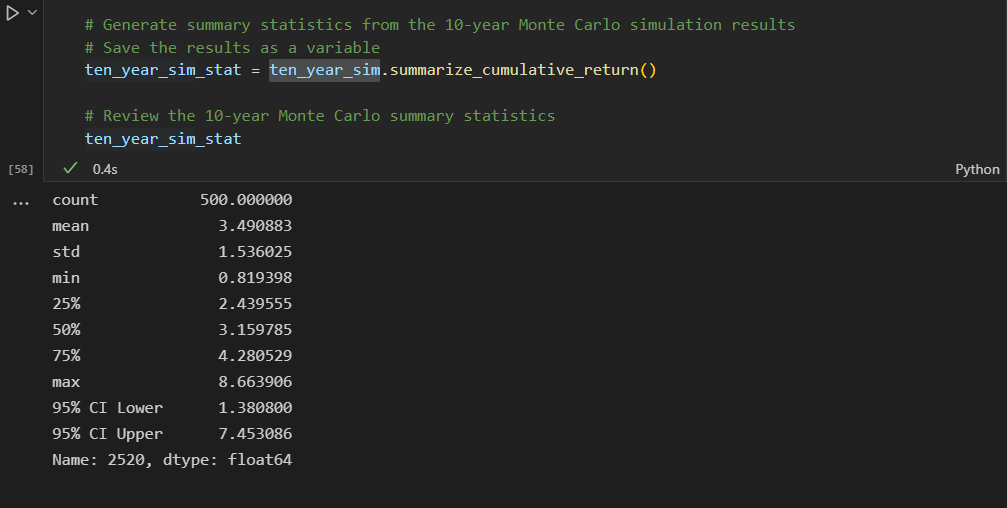 # Generate summary statistics from the 10-year Monte Carlo simulation results
# Save the results as a variable
ten_year_sim_stat = ten_year_sim.summarize_cumulative_return()
# Review the 10-year Monte Carlo summary statistics
ten_year_sim_stat
[58] 0.4s Python
... count 500.000000
mean 3.490883
std 1.536025
min 0.819398
25% 2.439555
50% 3.159785
75% 4.280529
max 8.663906
95% CI Lower 1.380800
95% CI Upper 7.453086
Name: 2520, dtype: float64